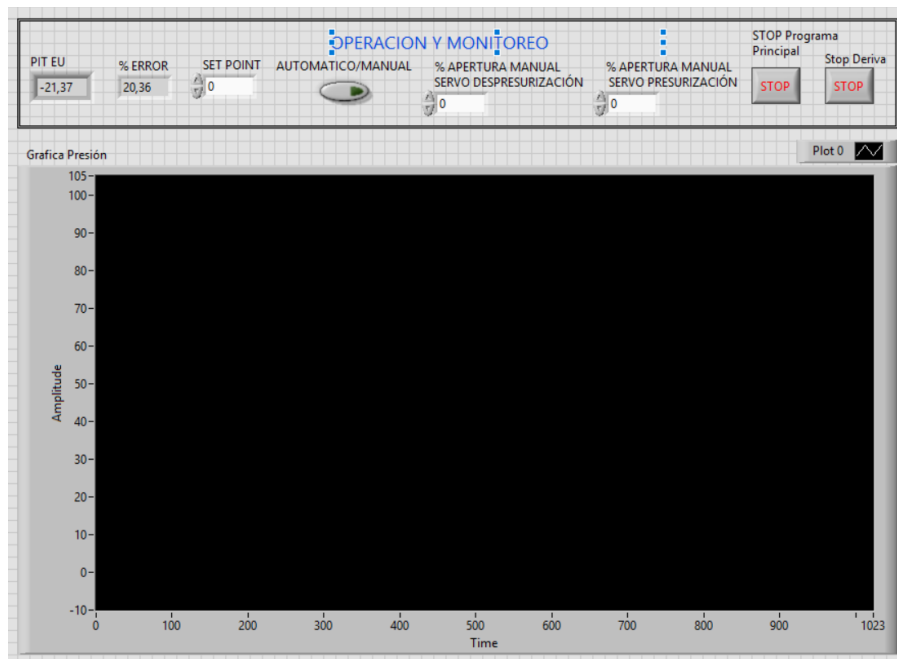 OPERACION Y MONITOREO
STOP Programa
Principal
Stop Deriva
PIT EU
% ERROR
SET POINT
AUTOMATICO/MANUAL
% APERTURA MANUAL
SERVO DESPRESURIZACIÓN
% APERTURA MANUAL
SERVO PRESURIZACIÓN
-21,37
20,36
0
0
0
STOP
STOP
Grafica Presión
Plot 0
105
100
90
80
70
60
50
40
30
20
10
0
-10
Amplitude
0
100
200
300
400
500
600
700
800
900
1023
Time